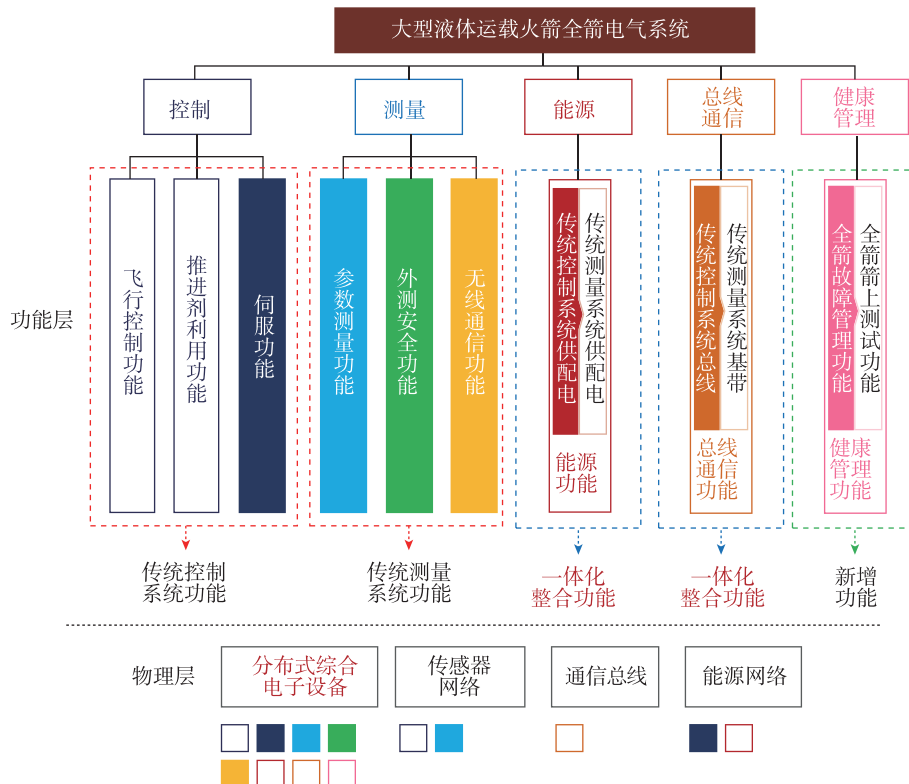 大型液体运载火箭全箭电气系统
控制
测量
能源
总线
通信
健康
管理
功能层
飞行控制功能
推进剂利用功能
伺服功能
参数测量功能
外测安全功能
无线通信功能
传统控制系统供配电
传统测量系统供配电
能源
功能
传统控制系统总线
传统测量系统基带
总线
通信
功能
全箭故障管理功能
全箭箭上测试功能
健康
管理
功能
传统控制
系统功能
传统测量
系统功能
一体化
整合功能
一体化
整合功能
新增
功能
物理层
分布式综合
电子设备
传感器
网络
通信总线
能源网络